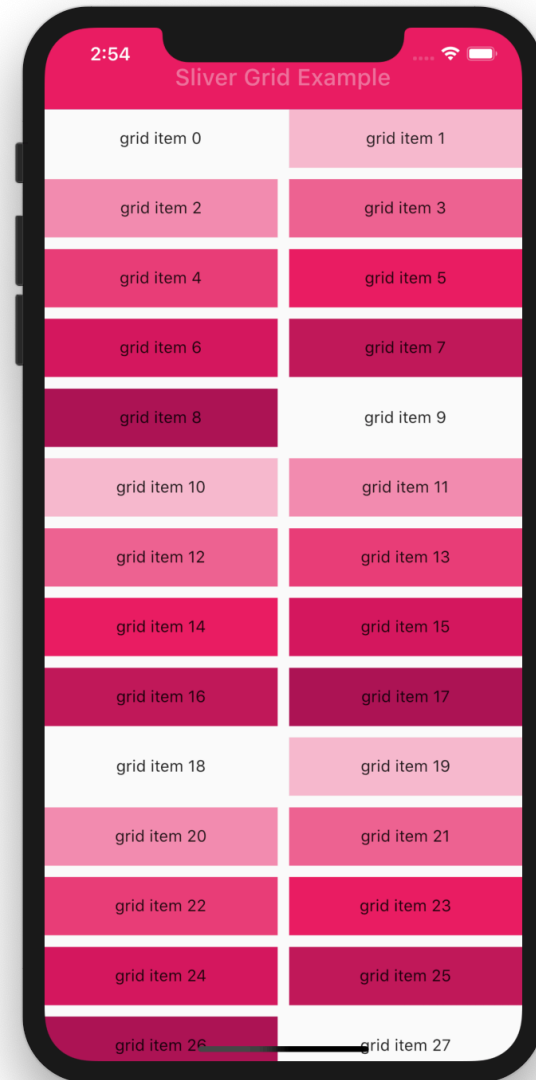 2:54
Sliver Grid Example
grid item 0
grid item 1
grid item 2
grid item 3
grid item 4
grid item 5
grid item 6
grid item 7
grid item 8
grid item 9
grid item 10
grid item 11
grid item 12
grid item 13
grid item 14
grid item 15
grid item 16
grid item 17
grid item 18
grid item 19
grid item 20
grid item 21
grid item 22
grid item 23
grid item 24
grid item 25
grid item 26
grid item 27